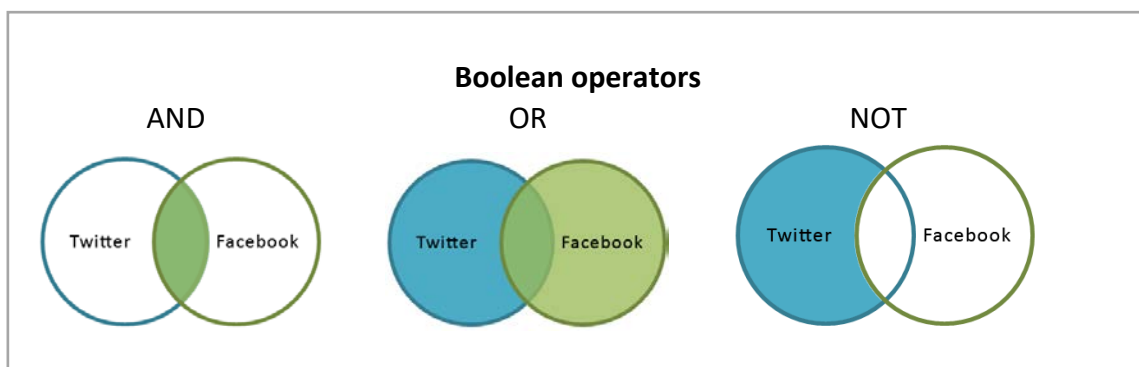 Boolean operators
AND OR NOT
Twitter Facebook Twitter Facebook Twitter Facebook